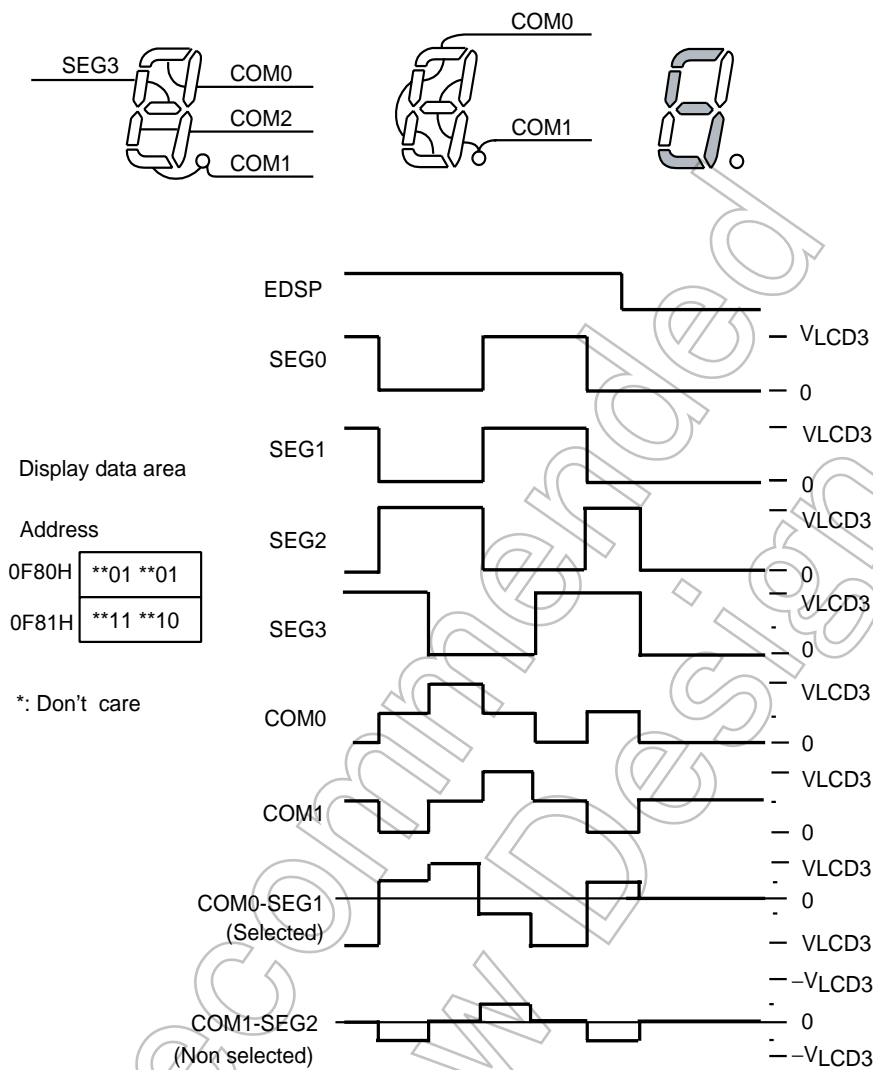 COM0
SEG3
COM0
COM2
COM1
COM1
EDSP
VLCD3
SEG0
0
VLCD3
SEG1
0
Display data area
VLCD3
Address
SEG2
0F80H **01 **01
0
VLCD3
0F81H **11 **10
SEG3
0
*: Don't care
VLCD3
COM0
0
VLCD3
COM1
0
VLCD3
COM0-SEG1
0
(Selected)
VLCD3
–VLCD3
COM1-SEG2
0
(Non selected)
–VLCD3
ecommended
w Design